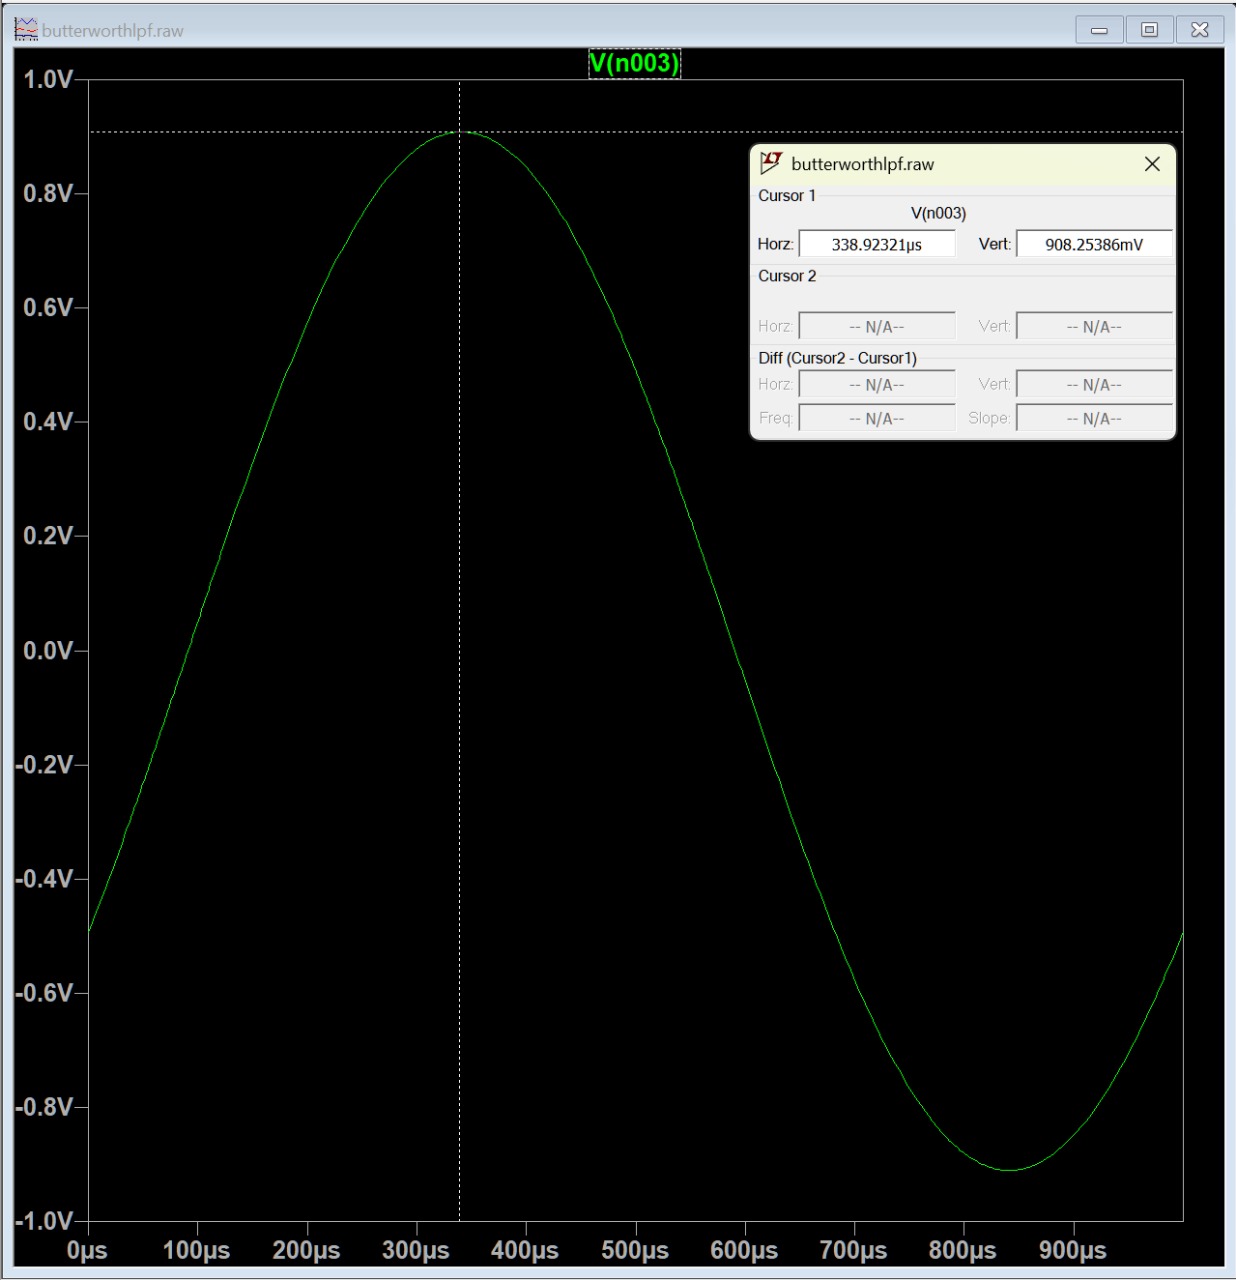 butterworthlpf.raw
V(n003)
1.0V
0.8V
0.6V
0.4V
0.2V
0.0V
-0.2V
-0.4V
-0.6V
-0.8V
-1.0V
0µs 100µs 200µs 300µs 400µs 500µs 600µs 700µs 800µs 900µs
butterworthlpf.raw
Cursor 1
V(n003)
Horz: 338.92321µs Vert: 908.25386mV
Cursor 2
Horz: -- N/A-- Vert: -- N/A--
Diff (Cursor2 - Cursor1)
Horz: -- N/A-- Vert: -- N/A--
Freq: -- N/A-- Slope: -- N/A--